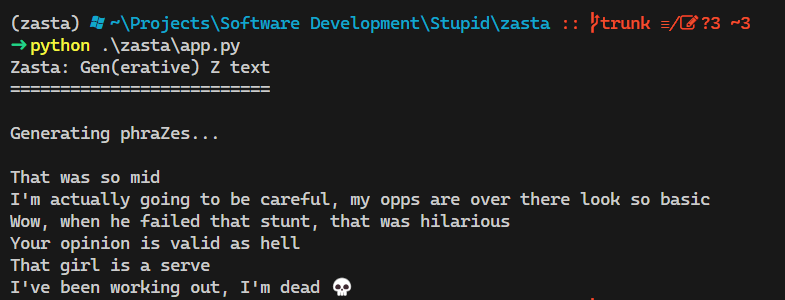 (zasta) ~\Projects\Software Development\Stupid\zasta :: trunk ≡/?3 ~3
➜python .\zasta\app.py
Zasta: Gen(erative) Z text
==========================
Generating phraZes...
That was so mid
I'm actually going to be careful, my opps are over there look so basic
Wow, when he failed that stunt, that was hilarious
Your opinion is valid as hell
That girl is a serve
I've been working out, I'm dead 💀